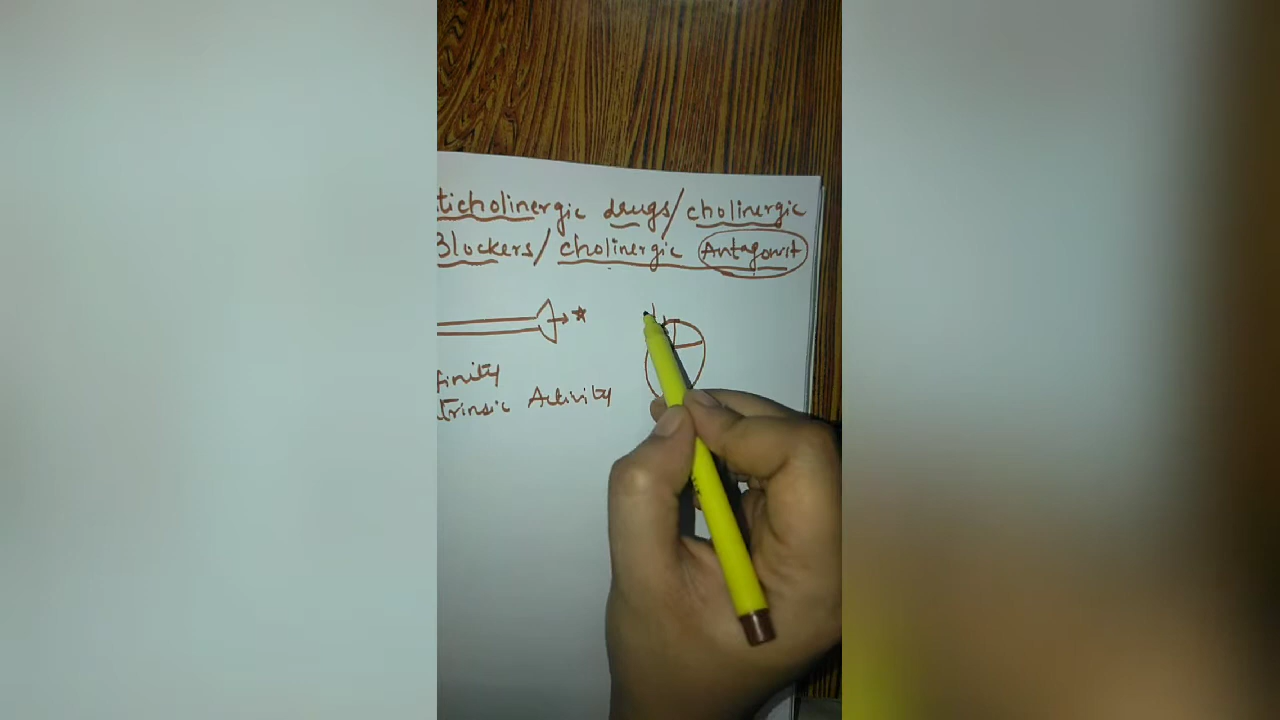 ticholinergic drugs/cholinergic
Blockers/cholinergic Antagonist
finity
trinsic Activity